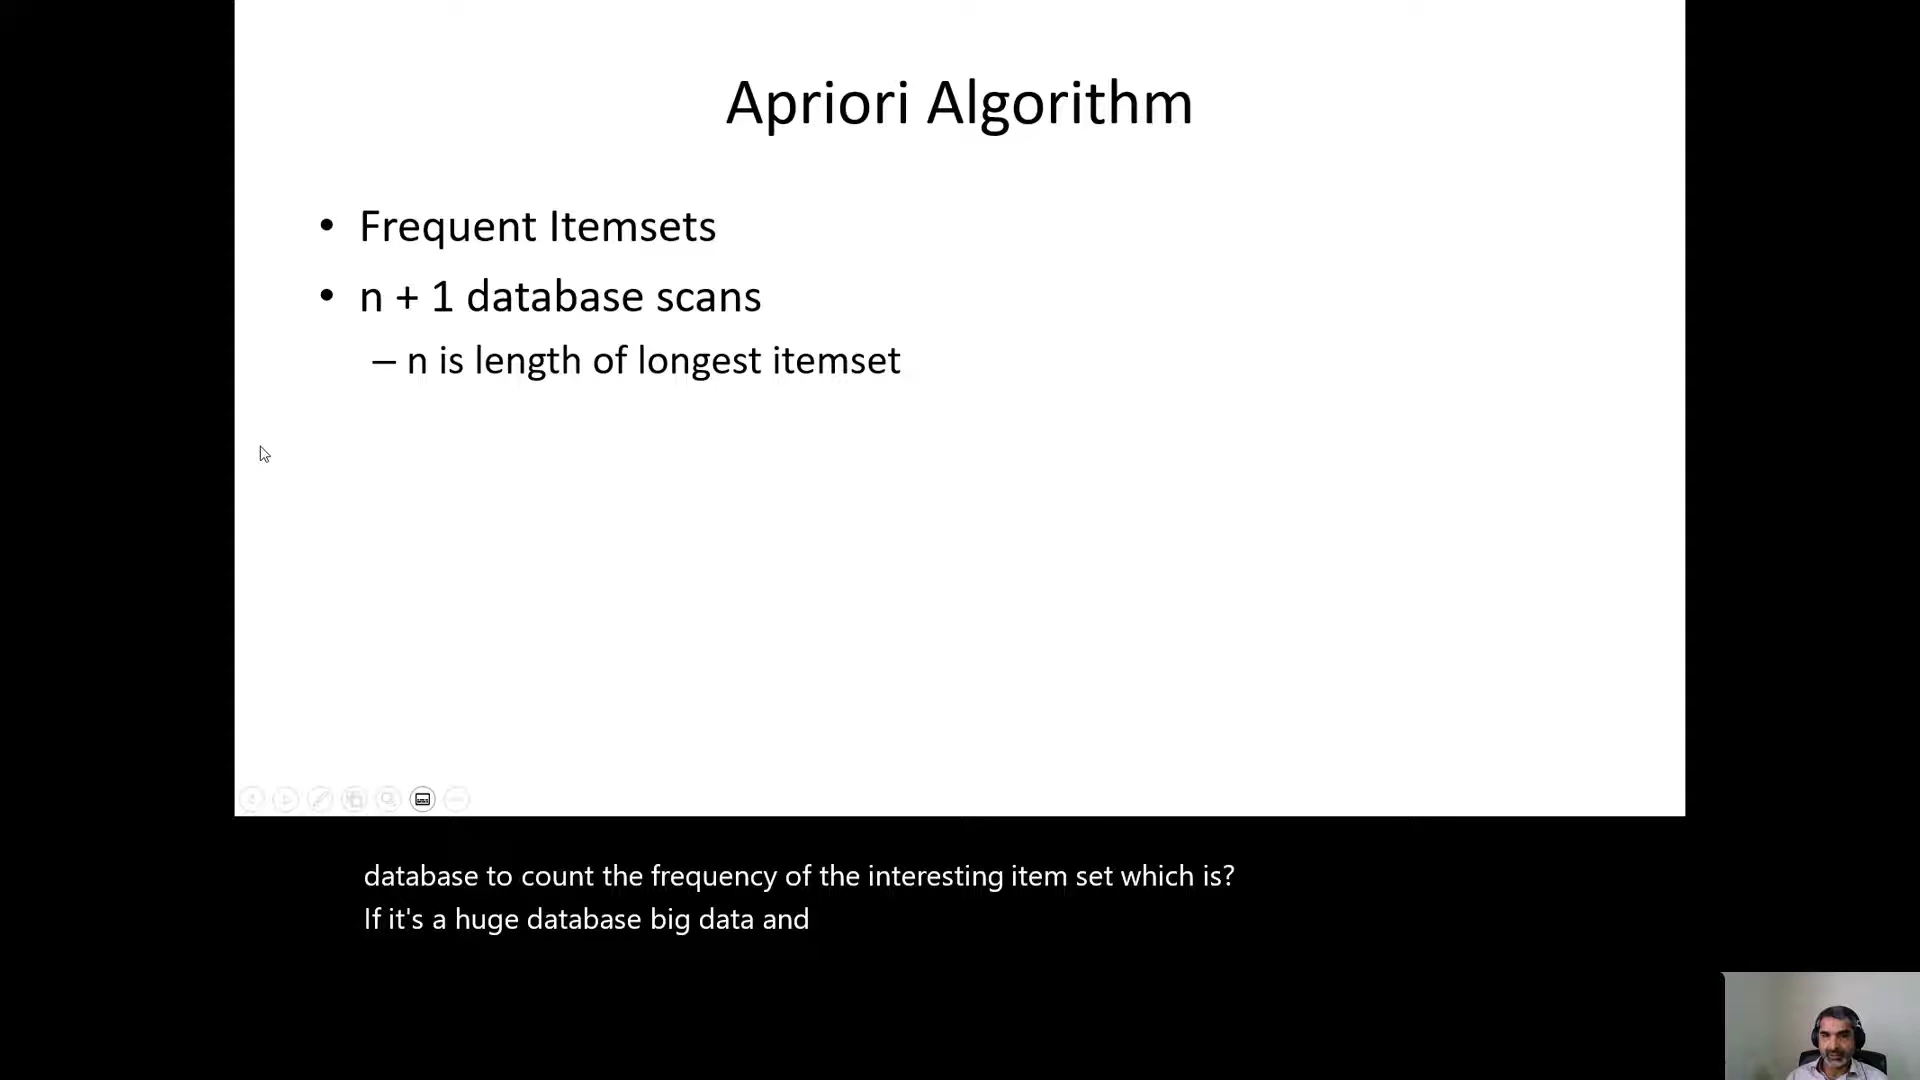 Apriori Algorithm
• Frequent Itemsets
• n + 1 database scans
– n is length of longest itemset
database to count the frequency of the interesting item set which is?
If it's a huge database big data and